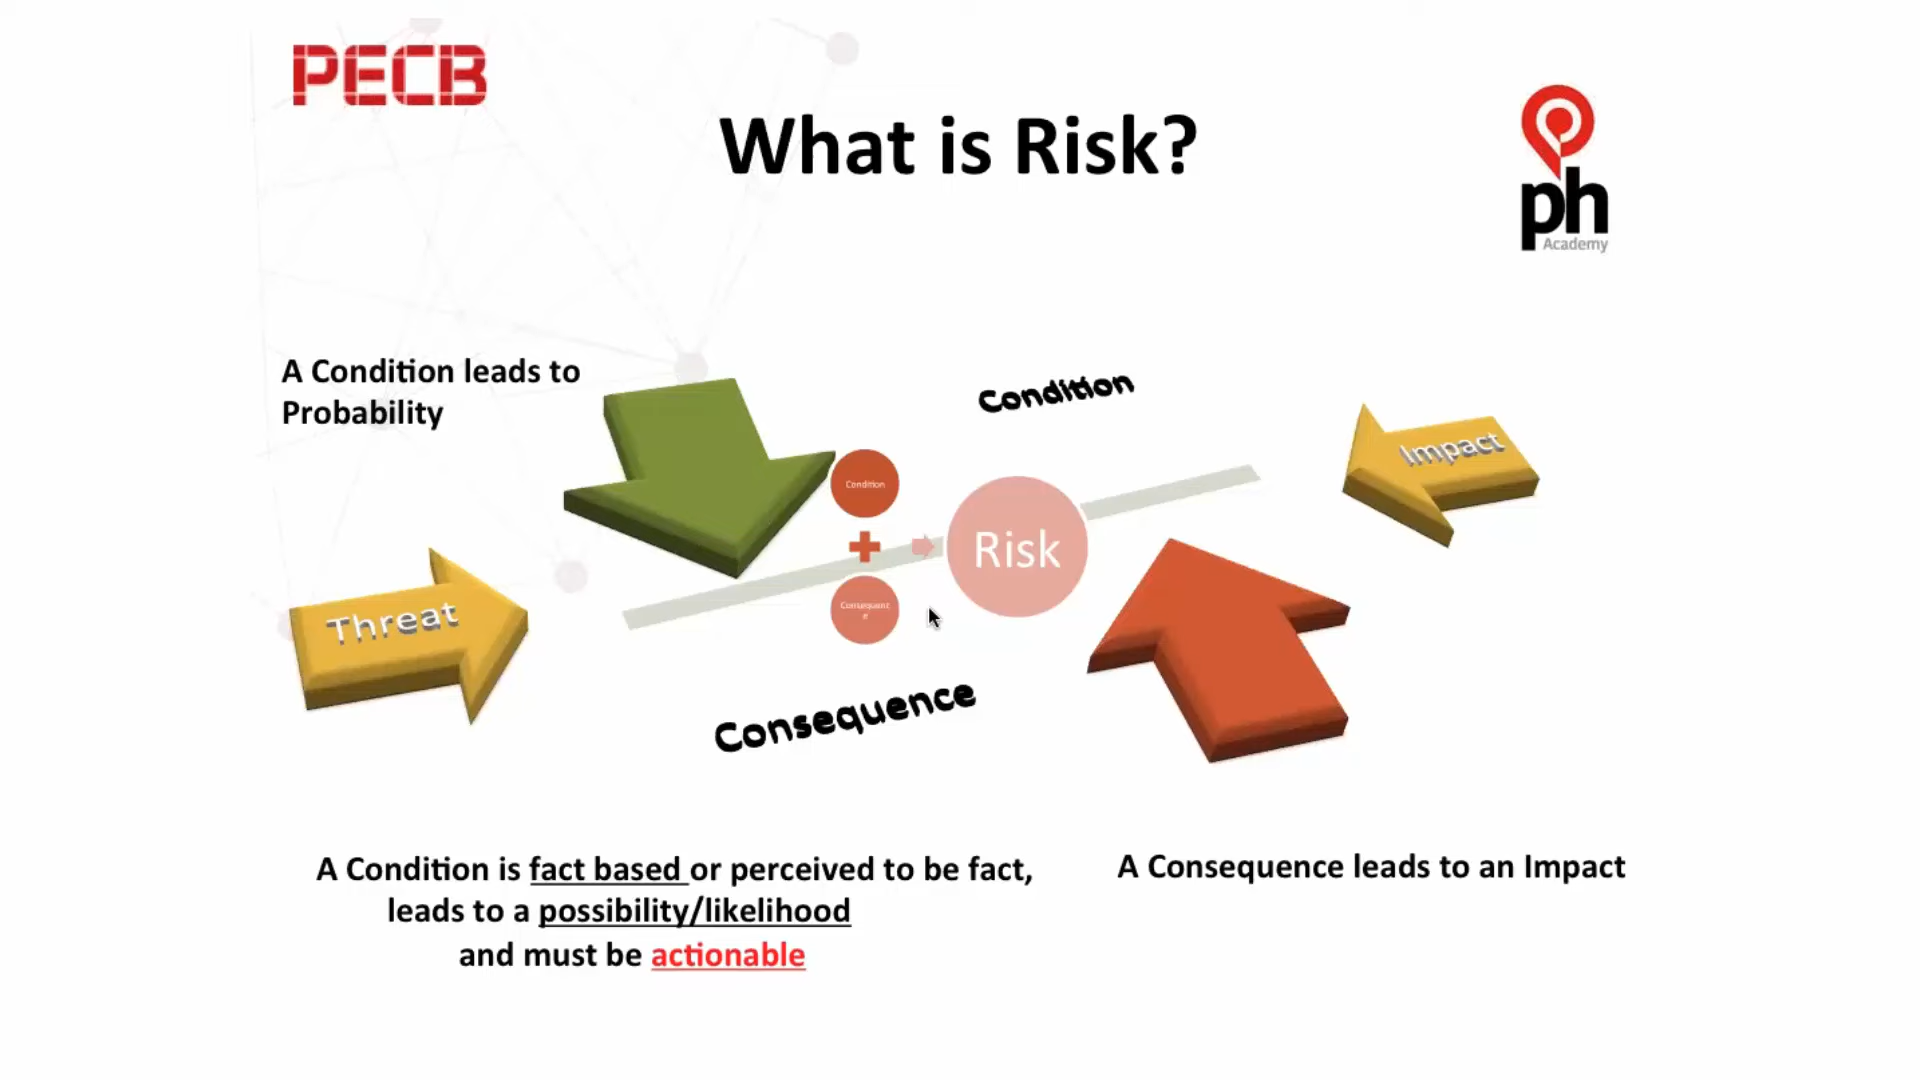 PECB
What is Risk?
ph
Academy
A Condition leads to
Probability
Condition
Impact
Condition
Risk
Threat
Consequenc
e
Consequence
A Condition is fact based or perceived to be fact,
leads to a possibility/likelihood
and must be actionable
A Consequence leads to an Impact